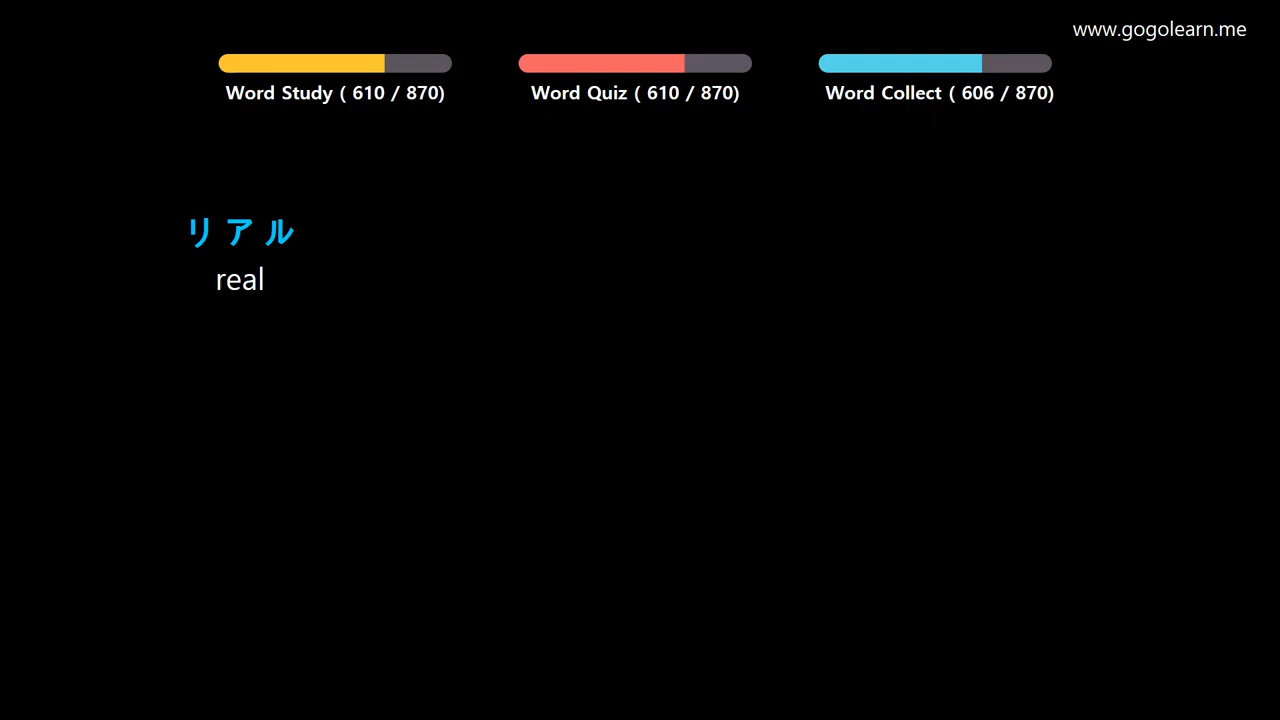 www.gogolearn.me
Word Study ( 610 / 870)
Word Quiz ( 610 / 870)
Word Collect ( 606 / 870)
リアル
real